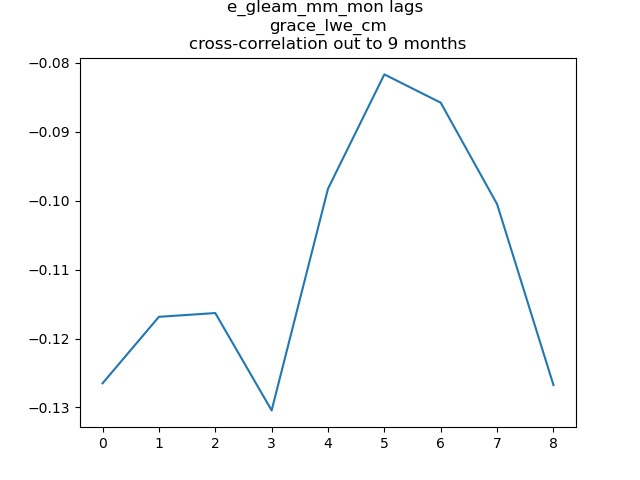 e_gleam_mm_mon lags
grace_lwe_cm
cross-correlation out to 9 months
−0.08
−0.09
−0.10
−0.11
−0.12
−0.13
0 1 2 3 4 5 6 7 8